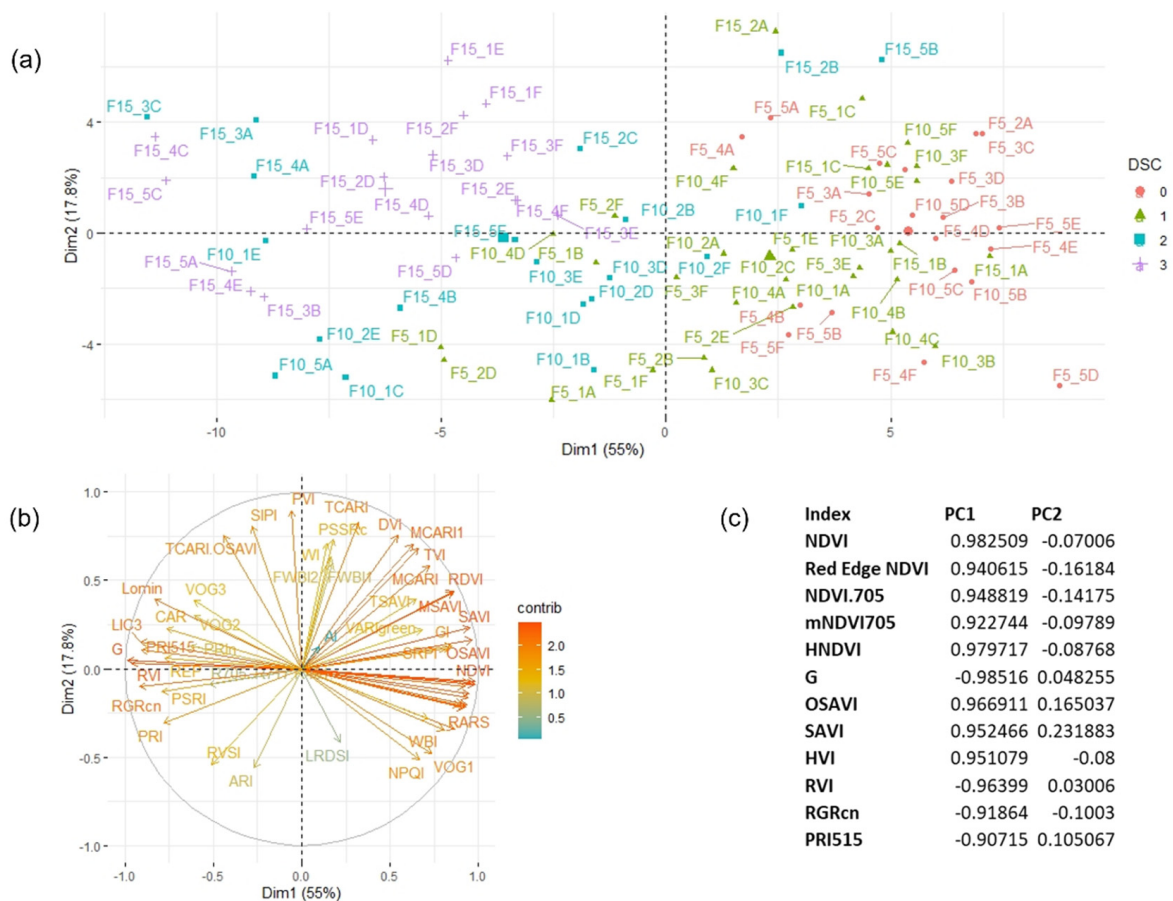 (a)
F15_2A
F15_1E
F15_5B
F15_2B
F15_3C
F15_1F
F5_5A
F5_1C
F15_3A
F15_1D
F15_2F
F15_2C
F5_4A
F10_5F
F5_2A
F15_4C
F15_3D
F15_3F
F10_3F
F5_3C
F15_4A
F5_5C
F15_1C
F10_5E
F10_4F
F5_3D
F15_5C
F15_2D
F15_2E
F5_3A
F10_5D
F5_3B
F15_4D
F15_4F
F5_2F
F10_2B
F10_1F
F5_2C
F15_5E
F15_5F
F15_3E
F5_4D
F5_5E
F10_1E
F10_4D
F5_1B
F10_2A
F5_1E
F10_3A
F5_4E
F15_5A
F15_5D
F10_3E
F10_3D
F10_2F
F10_2C
F5_3E
F15_1B
F15_1A
F15_4E
F10_2D
F5_3F
F10_4A
F10_1A
F10_5C
F10_5B
F15_3B
F15_4B
F10_1D
F5_4B
F10_4B
F10_2E
F5_1D
F5_2E
F5_5B
F10_5A
F5_2D
F10_1B
F5_2B
F5_5F
F10_4C
F10_1C
F5_1A
F5_1F
F10_3C
F5_4F
F10_3B
F5_5D
Dim2 (17.8%)
4
0
-4
-10
-5
0
5
Dim1 (55%)
DSC
0
1
2
3
(b)
1.0
0.5
0.0
-0.5
-1.0
Dim2 (17.8%)
PVI
TCARI
SIPI
PSSRc
DVI
MCARI1
TCARI.OSAVI
WI
TVI
FWBI2
FWBI1
MCARI
RDVI
Lomin
VOG3
TSAVI
MSAVI
SAVI
CAR
VOG2
VARIgreen
AI
GI
LIC3
PRI515
PRIn
SRPI
OSAVI
G
REP
RVI
NDVI
PSRI
RGRcn
RARS
PRI
WBI
RVSI
LRDSI
VOG1
ARI
NPQI
-1.0
-0.5
0.0
0.5
1.0
Dim1 (55%)
contrib
2.0
1.5
1.0
0.5
(c)
Index PC1 PC2
NDVI 0.982509 -0.07006
Red Edge NDVI 0.940615 -0.16184
NDVI.705 0.948819 -0.14175
mNDVI705 0.922744 -0.09789
HNDVI 0.979717 -0.08768
G -0.98516 0.048255
OSAVI 0.966911 0.165037
SAVI 0.952466 0.231883
HVI 0.951079 -0.08
RVI -0.96399 0.03006
RGRcn -0.91864 -0.1003
PRI515 -0.90715 0.105067